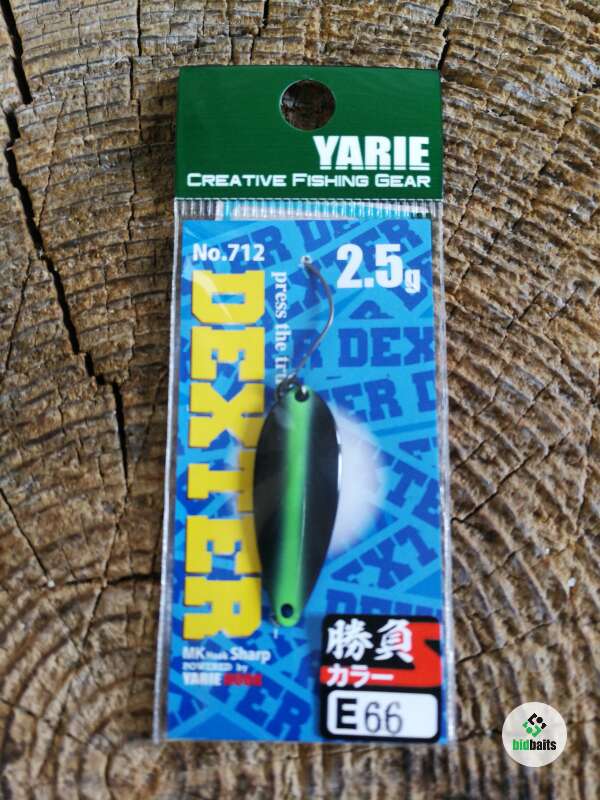 YARIE
CREATIVE FISHING GEAR
No.712
2.5g
DEXTER
press the
MK Hook Sharp
POWERED by
YARIE
勝負
カラー
E66
bidbaits